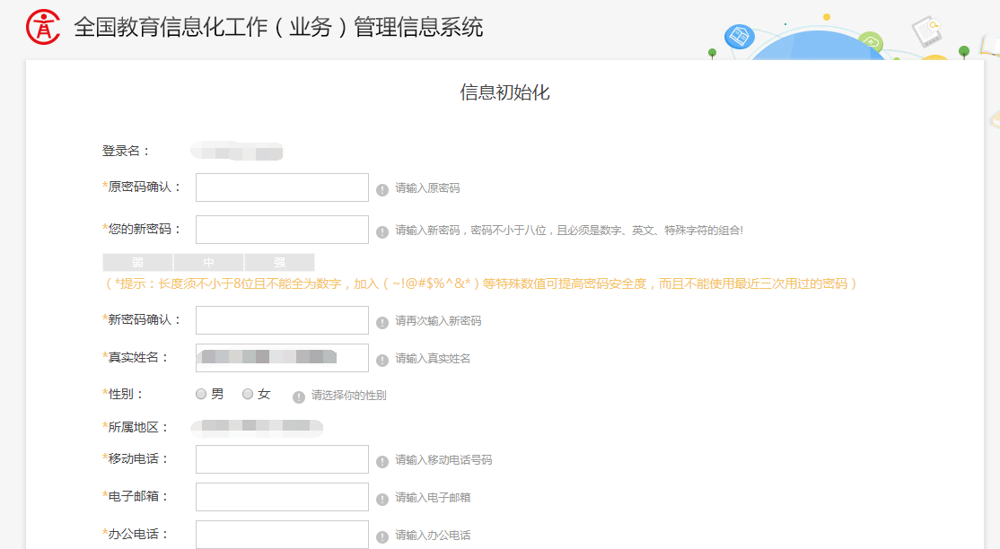 全国教育信息化工作（业务）管理信息系统
信息初始化
登录名：
*原密码确认： 请输入原密码
*您的新密码： 请输入新密码，密码不小于八位，且必须是数字、英文、特殊字符的组合!
弱 中 强
（*提示：长度须不小于8位且不能全为数字，加入（~!@#$%^&*）等特殊数值可提高密码安全度，而且不能使用最近三次用过的密码）
*新密码确认： 请再次输入新密码
*真实姓名： 请输入真实姓名
*性别： 男 女 请选择你的性别
*所属地区：
*移动电话： 请输入移动电话号码
*电子邮箱： 请输入电子邮箱
*办公电话： 请输入办公电话